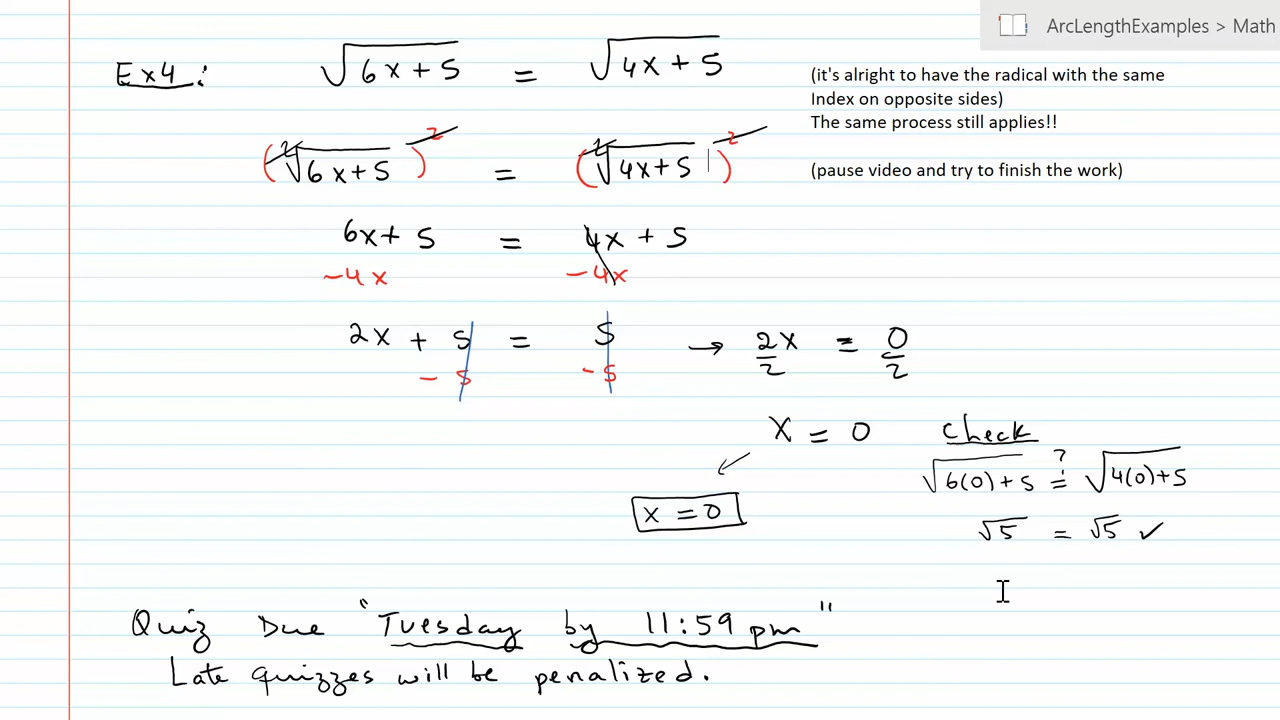 ArcLengthExamples > Math
Ex4: √6x+5 = √4x+5
(it's alright to have the radical with the same
Index on opposite sides)
The same process still applies!!
(²√6x+5)² = (²√4x+5)²
(pause video and try to finish the work)
6x+5 = 4x+5
-4x -4x
2x+5 = 5 → 2x/2 = 0/2
-5 -5
x = 0
Check
√6(0)+5 ?= √4(0)+5
x = 0
√5 = √5 ✓
Quiz Due "Tuesday by 11:59 pm"
Late quizzes will be penalized.